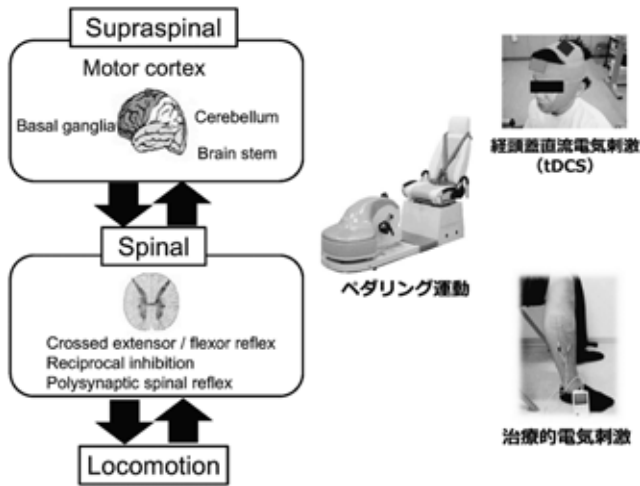 Supraspinal
Motor cortex
Basal ganglia
Cerebellum
Brain stem
Spinal
Crossed extensor / flexor reflex
Reciprocal inhibition
Polysynaptic spinal reflex
Locomotion
ペダリング運動
経頭蓋直流電気刺激
（tDCS）
治療的電気刺激